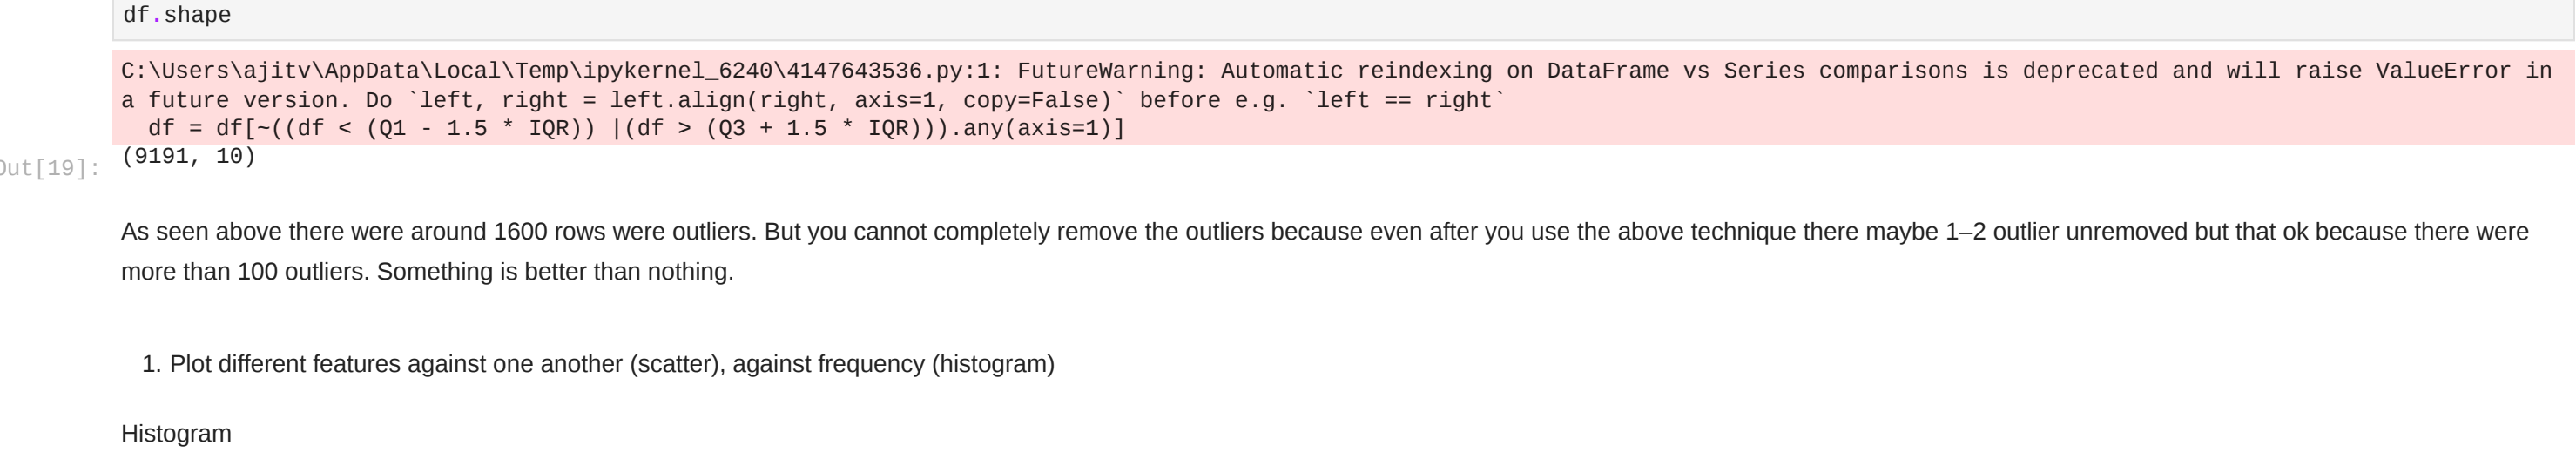 df.shape
C:\Users\ajitv\AppData\Local\Temp\ipykernel_6240\4147643536.py:1: FutureWarning: Automatic reindexing on DataFrame vs Series comparisons is deprecated and will raise ValueError in
a future version. Do `left, right = left.align(right, axis=1, copy=False)` before e.g. `left == right`
  df = df[~((df < (Q1 - 1.5 * IQR)) |(df > (Q3 + 1.5 * IQR))).any(axis=1)]
Out[19]: (9191, 10)
As seen above there were around 1600 rows were outliers. But you cannot completely remove the outliers because even after you use the above technique there maybe 1–2 outlier unremoved but that ok because there were
more than 100 outliers. Something is better than nothing.
1. Plot different features against one another (scatter), against frequency (histogram)
Histogram